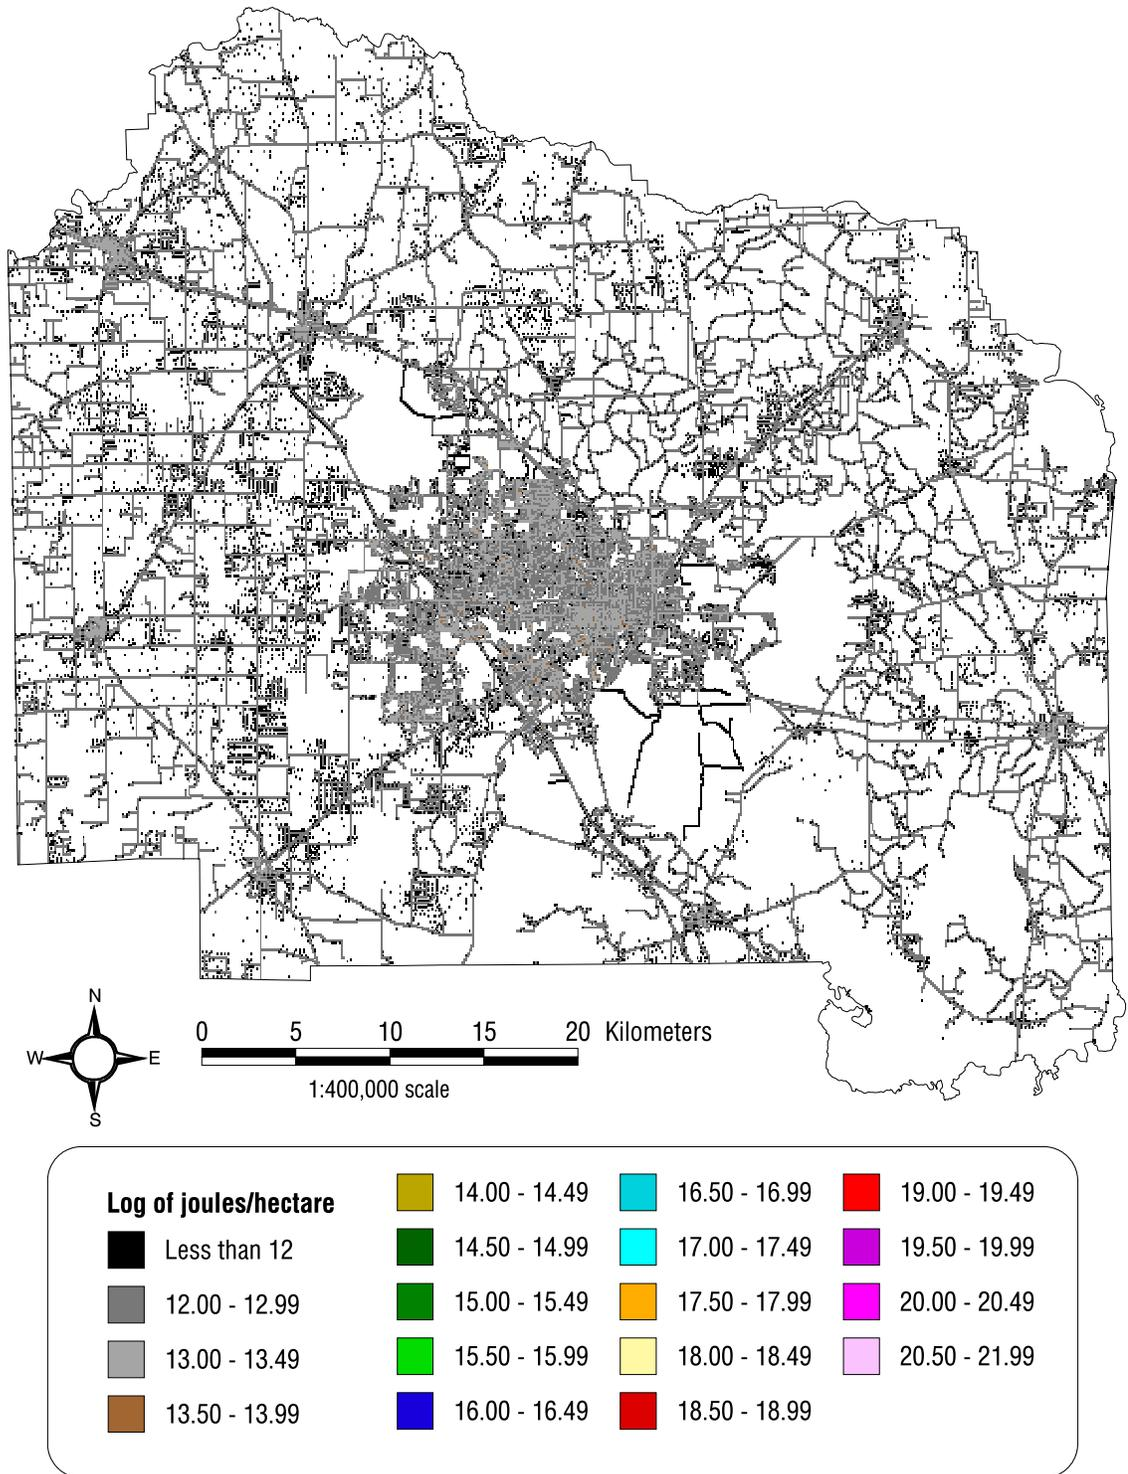 N
W E
S
0 5 10 15 20 Kilometers
1:400,000 scale
Log of joules/hectare
Less than 12
12.00 - 12.99
13.00 - 13.49
13.50 - 13.99
14.00 - 14.49
14.50 - 14.99
15.00 - 15.49
15.50 - 15.99
16.00 - 16.49
16.50 - 16.99
17.00 - 17.49
17.50 - 17.99
18.00 - 18.49
18.50 - 18.99
19.00 - 19.49
19.50 - 19.99
20.00 - 20.49
20.50 - 21.99